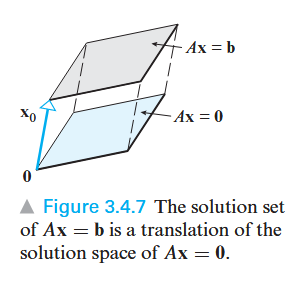 Ax = b
x₀
Ax = 0
0
▲ Figure 3.4.7 The solution set
of Ax = b is a translation of the
solution space of Ax = 0.